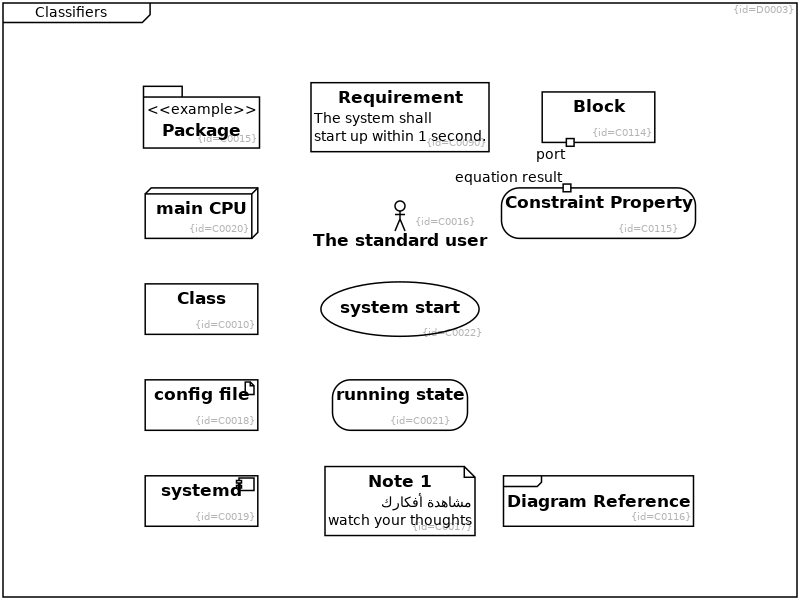 Classifiers
{id=D0003}
<<example>>
Package
{id=C0015}
Requirement
The system shall
start up within 1 second.
{id=C0090}
Block
{id=C0114}
port
main CPU
{id=C0020}
The standard user
{id=C0016}
equation result
Constraint Property
{id=C0115}
Class
{id=C0010}
system start
{id=C0022}
config file
{id=C0018}
running state
{id=C0021}
systemd
{id=C0019}
Note 1
مشاهدة أفكارك
watch your thoughts
{id=C0017}
Diagram Reference
{id=C0116}